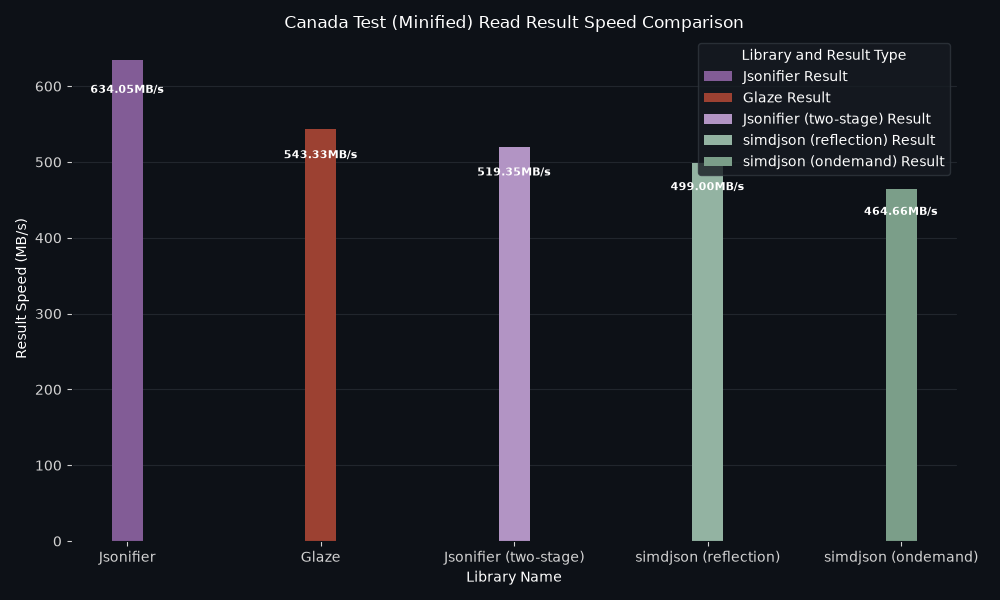 Canada Test (Minified) Read Result Speed Comparison
Library and Result Type
Jsonifier Result
Glaze Result
Jsonifier (two-stage) Result
simdjson (reflection) Result
simdjson (ondemand) Result
Result Speed (MB/s)
600
500
400
300
200
100
0
634.05MB/s
543.33MB/s
519.35MB/s
499.00MB/s
464.66MB/s
Jsonifier
Glaze
Jsonifier (two-stage)
simdjson (reflection)
simdjson (ondemand)
Library Name